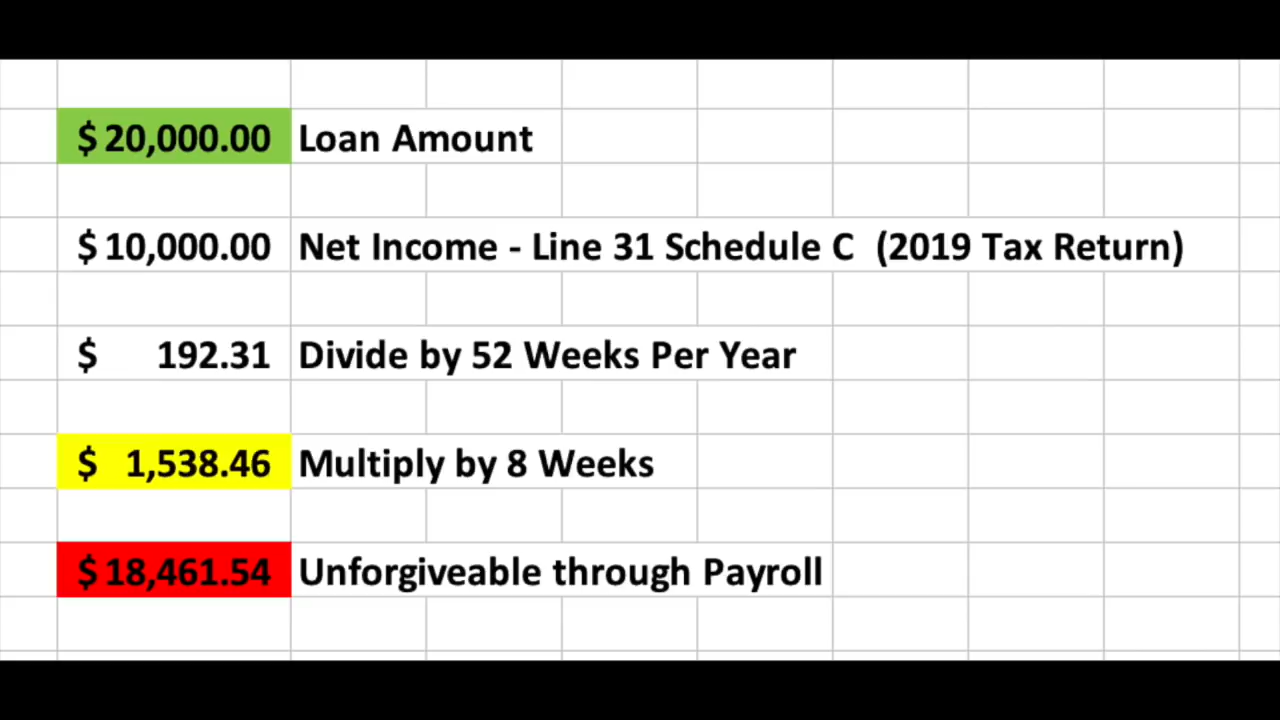 $ 20,000.00 Loan Amount
$ 10,000.00 Net Income - Line 31 Schedule C (2019 Tax Return)
$ 192.31 Divide by 52 Weeks Per Year
$ 1,538.46 Multiply by 8 Weeks
$ 18,461.54 Unforgiveable through Payroll